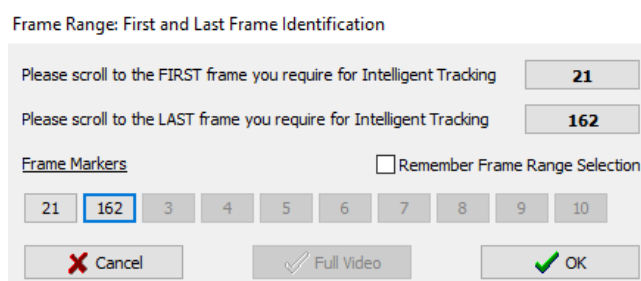 Frame Range: First and Last Frame Identification
Please scroll to the FIRST frame you require for Intelligent Tracking 21
Please scroll to the LAST frame you require for Intelligent Tracking 162
Frame Markers Remember Frame Range Selection
21 162 3 4 5 6 7 8 9 10
Cancel Full Video OK